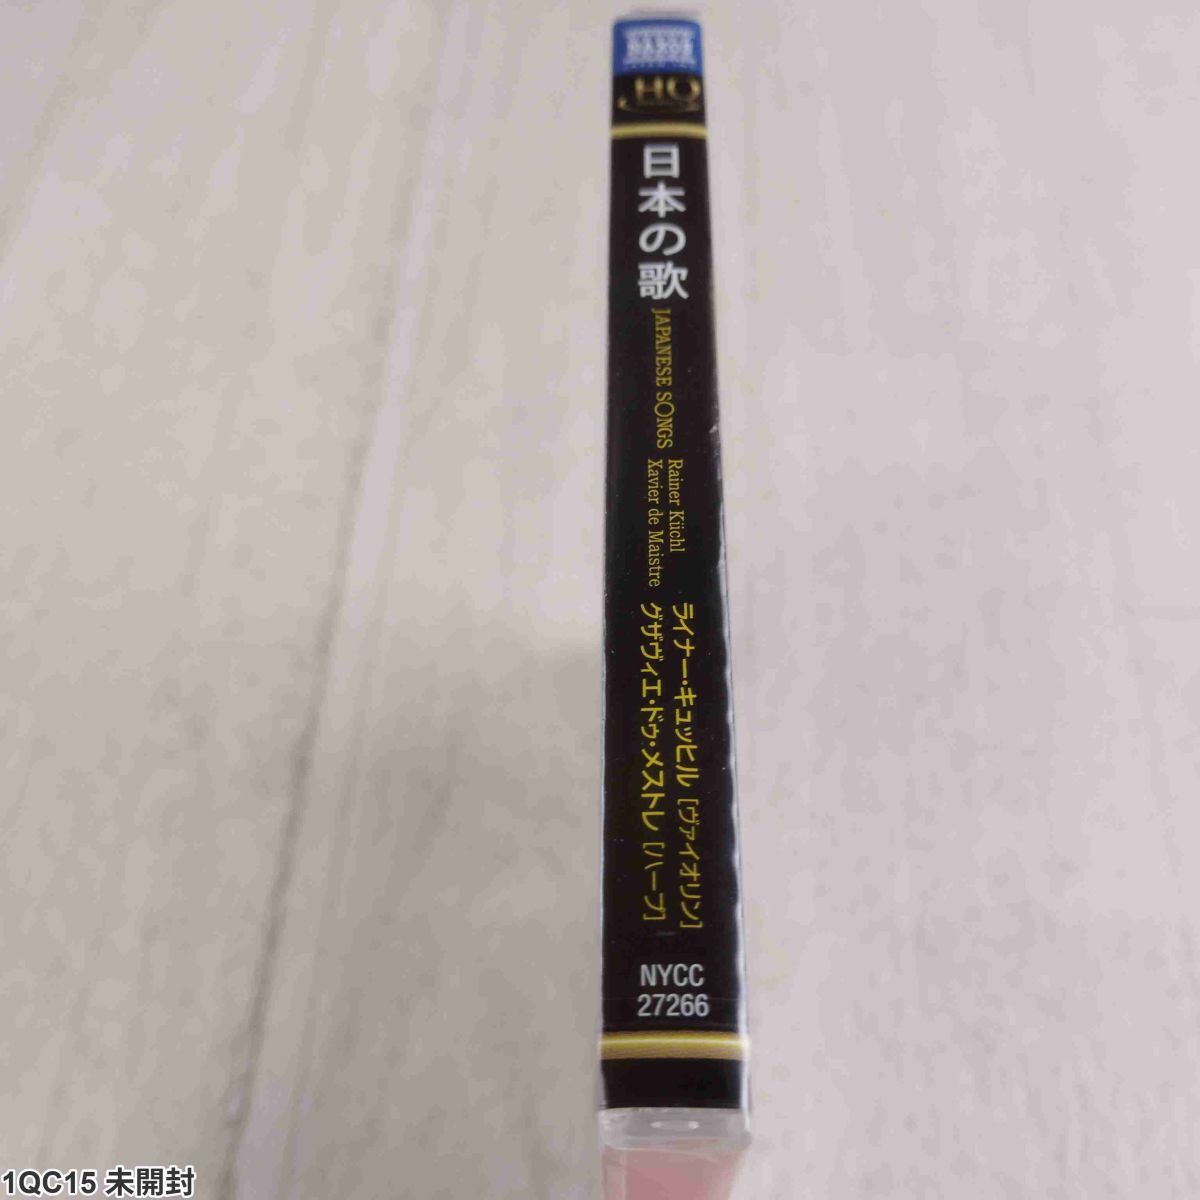 NAXOS
HQ
日本の歌
JAPANESE SONGS
Rainer Küchl
Xavier de Maistre
ライナー・キュッヒル [ヴァイオリン]
グザヴィエ・ドゥ・メストレ [ハープ]
NYCC
27266
1QC15 未開封